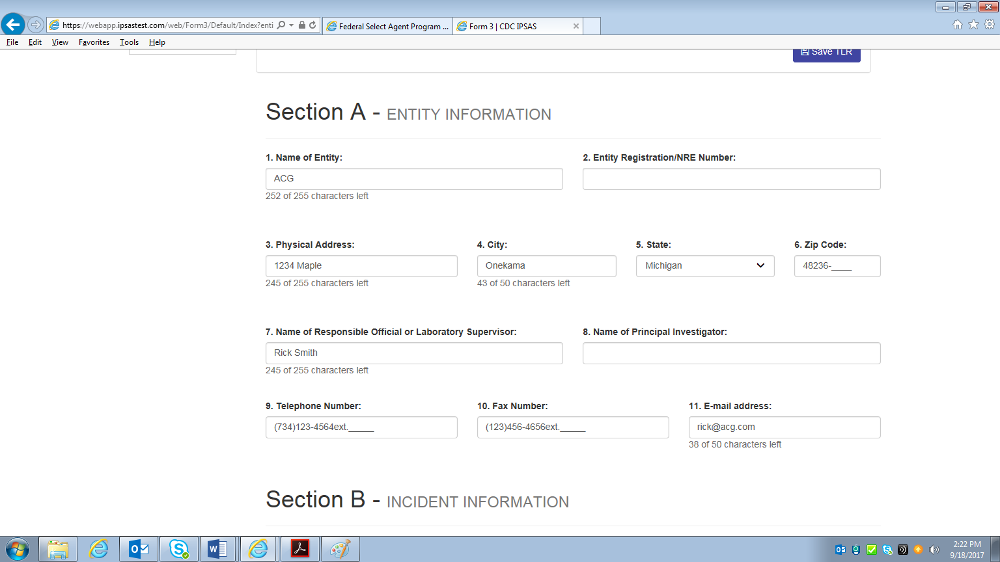 https://webapp.ipsastest.com/web/Form3/Default/Index?enti
Federal Select Agent Program ...
Form 3 | CDC IPSAS
File Edit View Favorites Tools Help
Save TLR
Section A - ENTITY INFORMATION
1. Name of Entity: 2. Entity Registration/NRE Number:
ACG
252 of 255 characters left
3. Physical Address: 4. City: 5. State: 6. Zip Code:
1234 Maple Onekama Michigan 48236-____
245 of 255 characters left 43 of 50 characters left
7. Name of Responsible Official or Laboratory Supervisor: 8. Name of Principal Investigator:
Rick Smith
245 of 255 characters left
9. Telephone Number: 10. Fax Number: 11. E-mail address:
(734)123-4564ext._____ (123)456-4656ext._____ rick@acg.com
38 of 50 characters left
Section B - INCIDENT INFORMATION
2:22 PM
9/18/2017